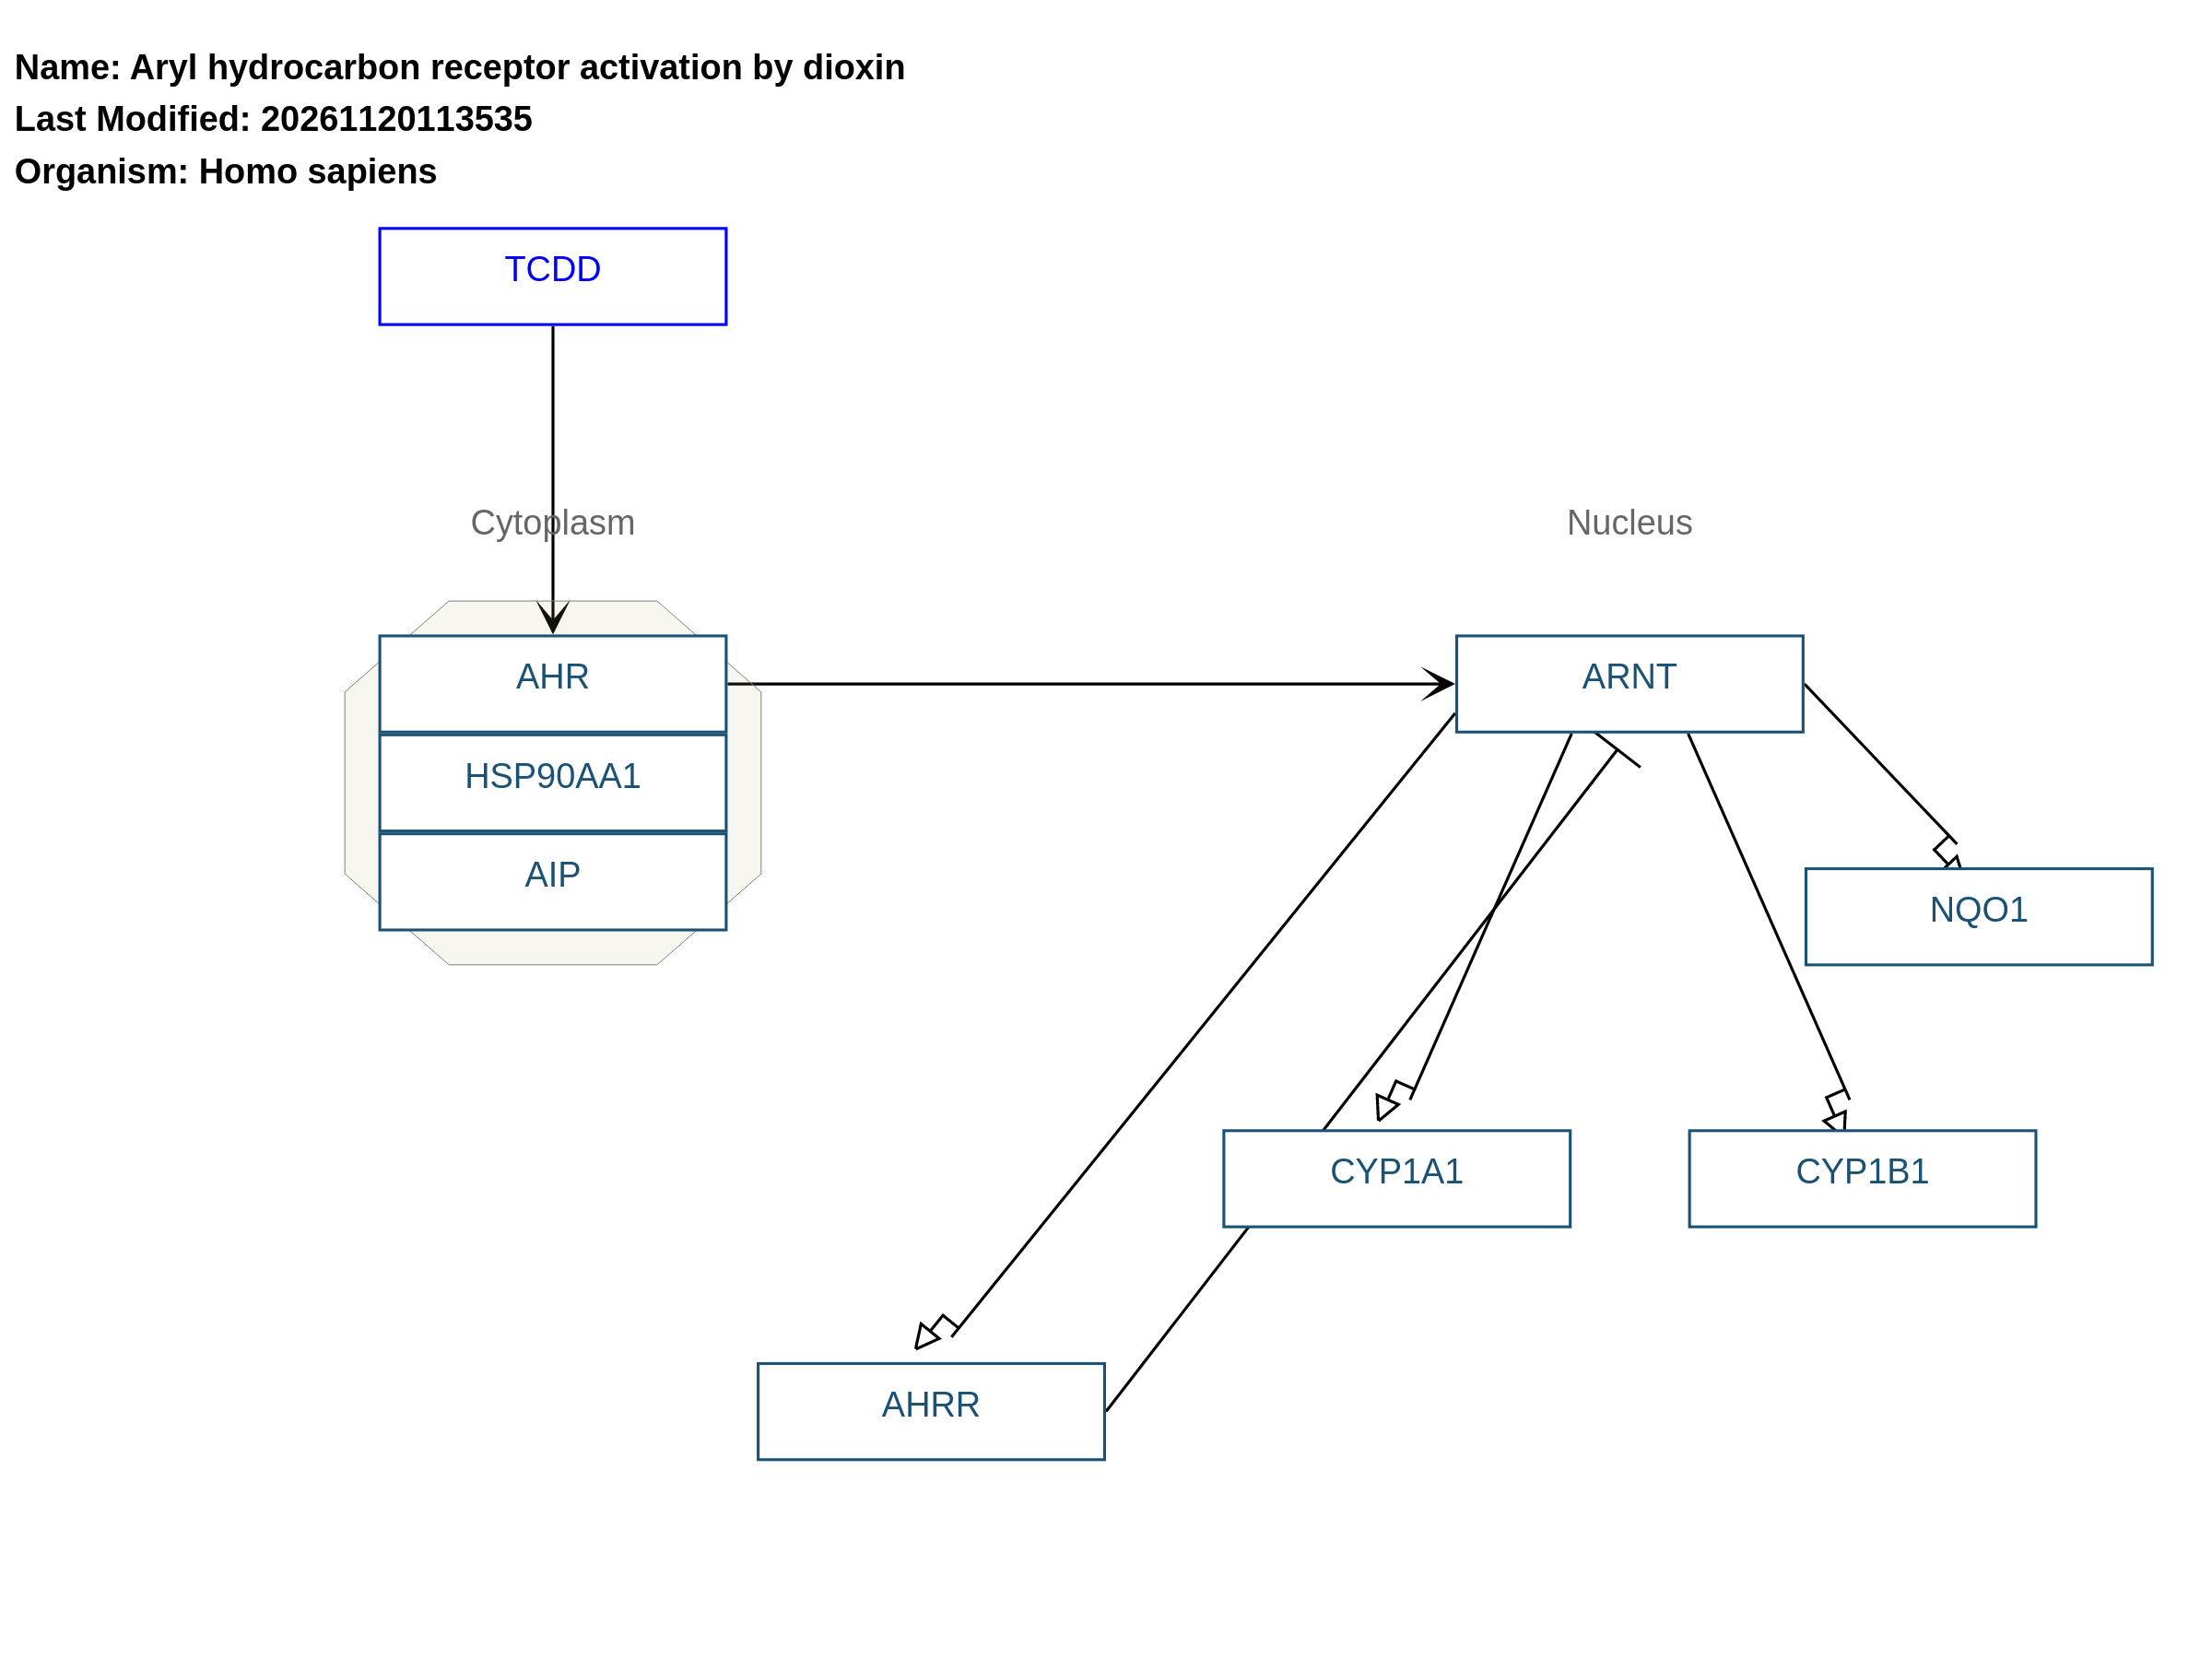 Name: Aryl hydrocarbon receptor activation by dioxin
Last Modified: 20261120113535
Organism: Homo sapiens
TCDD
Cytoplasm
Nucleus
AHR
ARNT
HSP90AA1
AIP
NQO1
CYP1A1
CYP1B1
AHRR